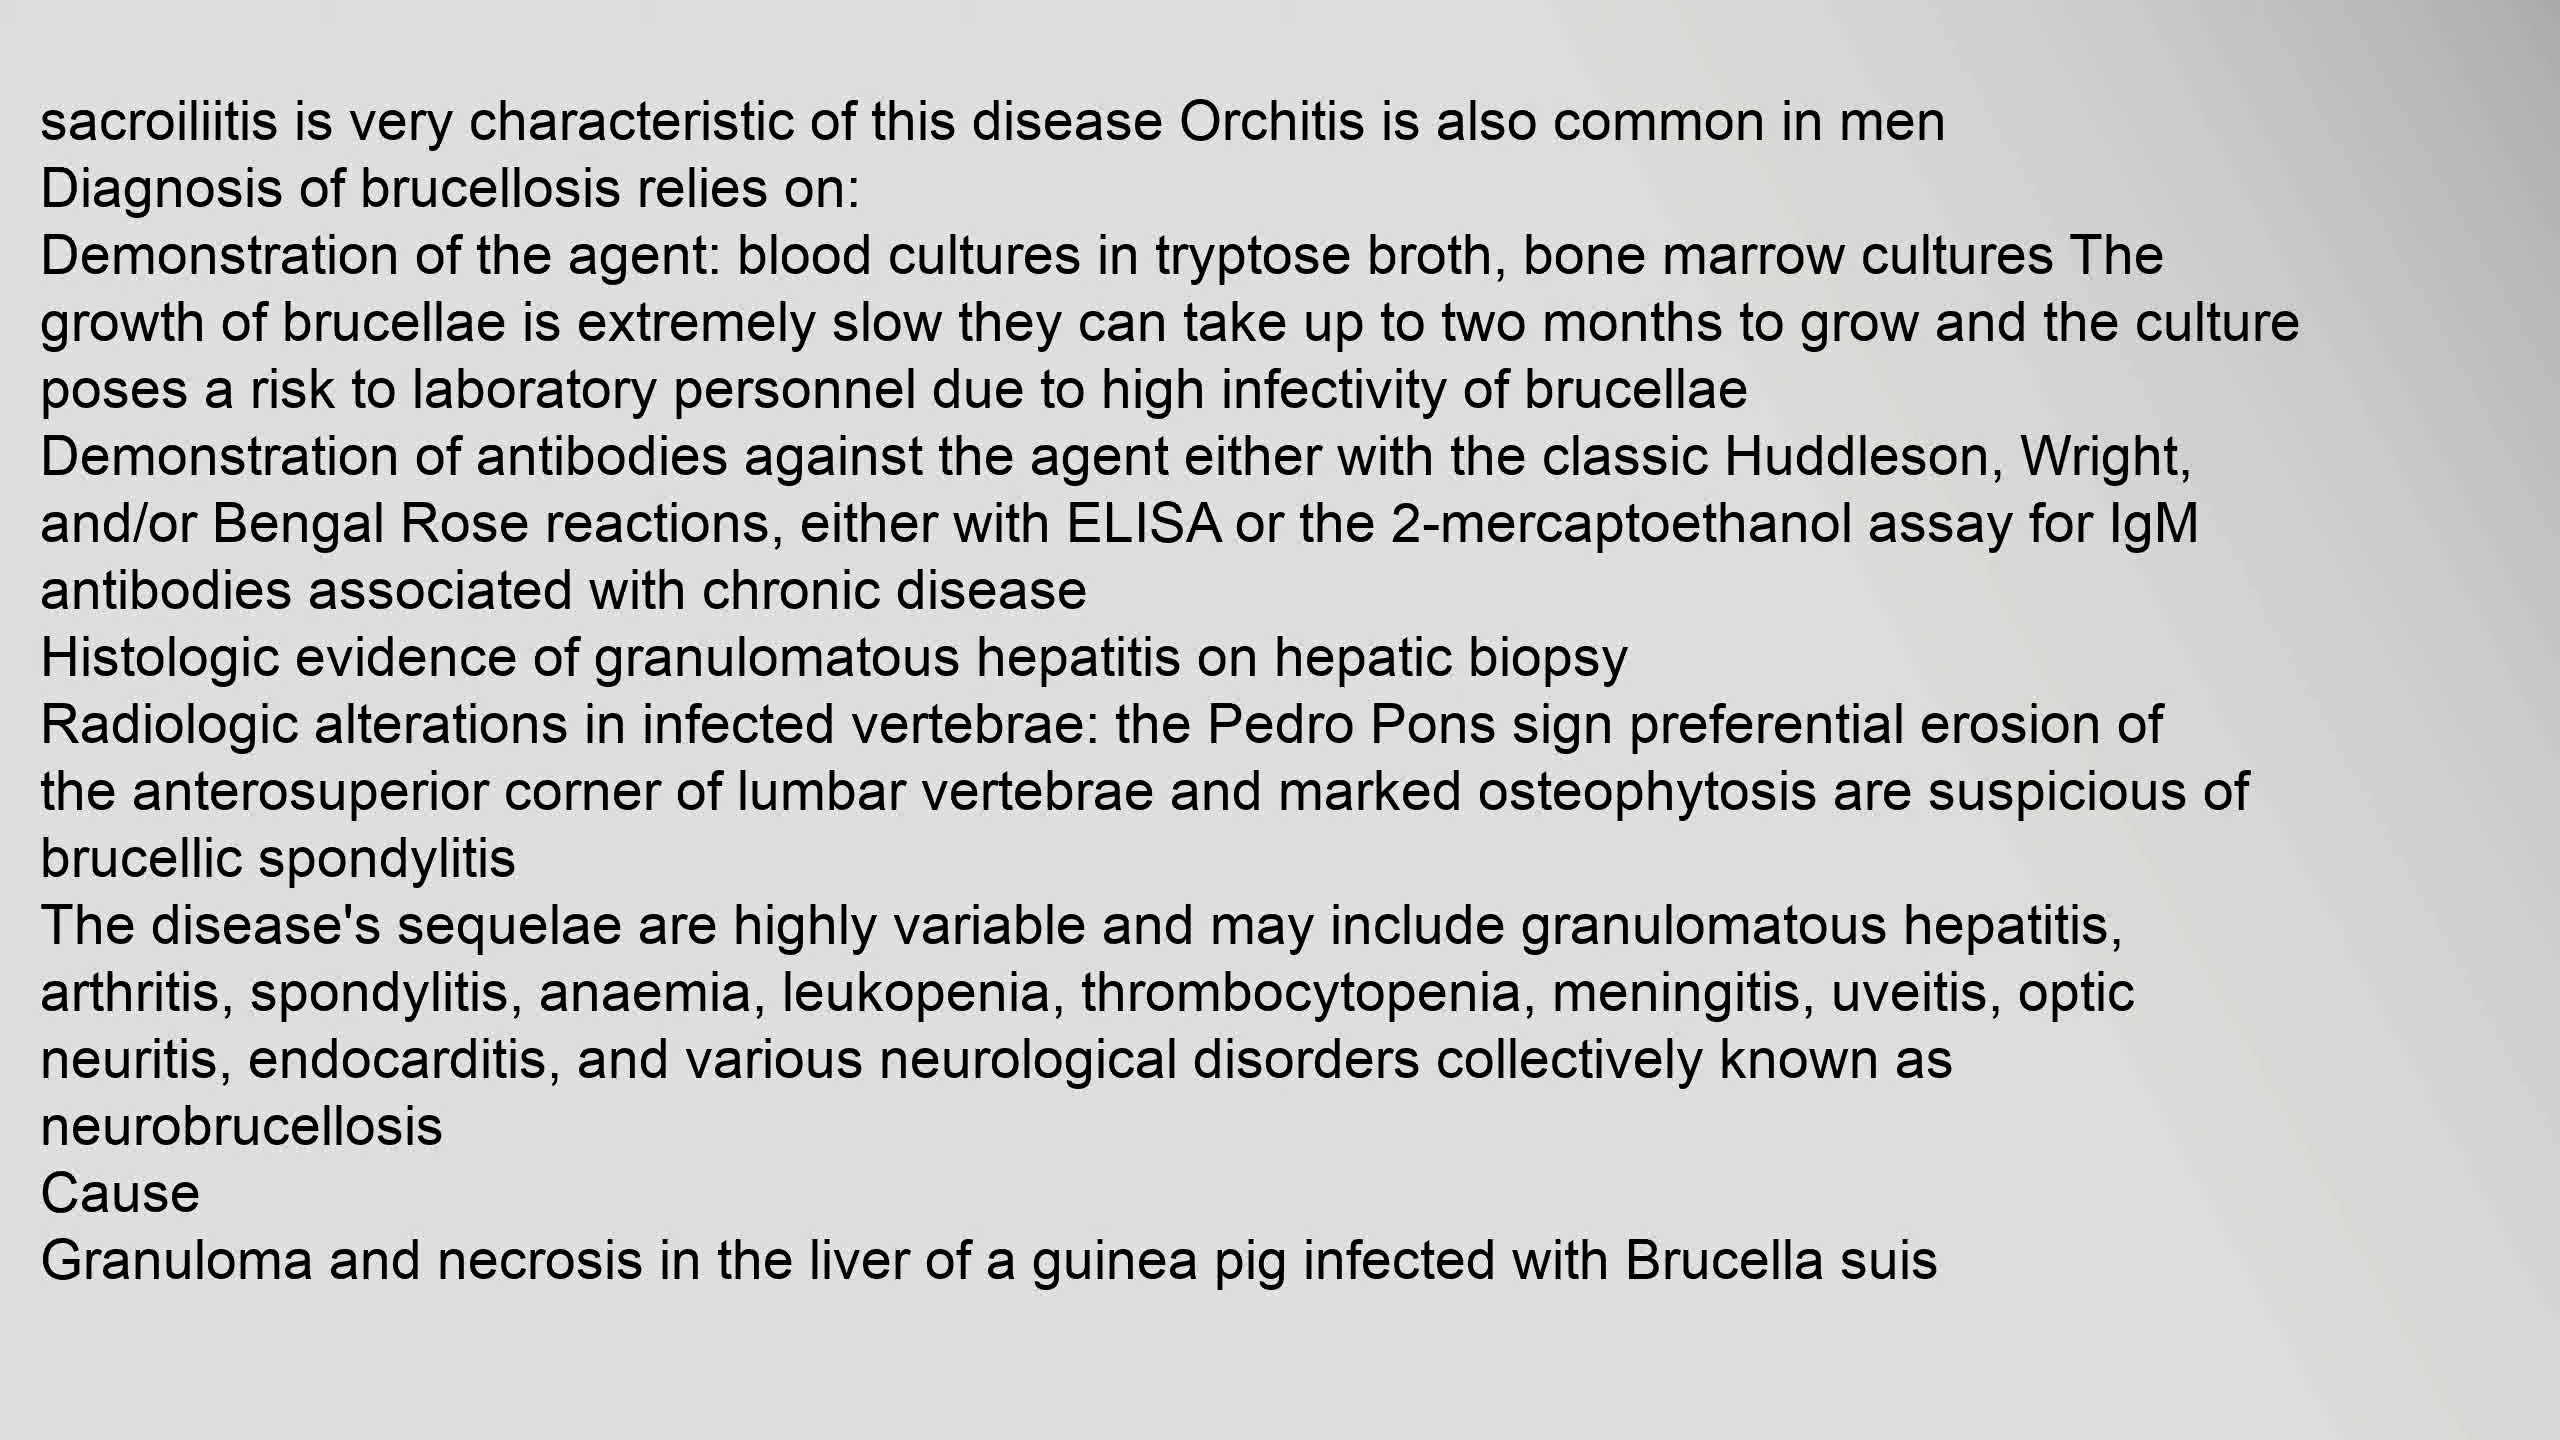 sacroiliitis is very characteristic of this disease Orchitis is also common in men
Diagnosis of brucellosis relies on:
Demonstration of the agent: blood cultures in tryptose broth, bone marrow cultures The
growth of brucellae is extremely slow they can take up to two months to grow and the culture
poses a risk to laboratory personnel due to high infectivity of brucellae
Demonstration of antibodies against the agent either with the classic Huddleson, Wright,
and/or Bengal Rose reactions, either with ELISA or the 2-mercaptoethanol assay for IgM
antibodies associated with chronic disease
Histologic evidence of granulomatous hepatitis on hepatic biopsy
Radiologic alterations in infected vertebrae: the Pedro Pons sign preferential erosion of
the anterosuperior corner of lumbar vertebrae and marked osteophytosis are suspicious of
brucellic spondylitis
The disease's sequelae are highly variable and may include granulomatous hepatitis,
arthritis, spondylitis, anaemia, leukopenia, thrombocytopenia, meningitis, uveitis, optic
neuritis, endocarditis, and various neurological disorders collectively known as
neurobrucellosis
Cause
Granuloma and necrosis in the liver of a guinea pig infected with Brucella suis